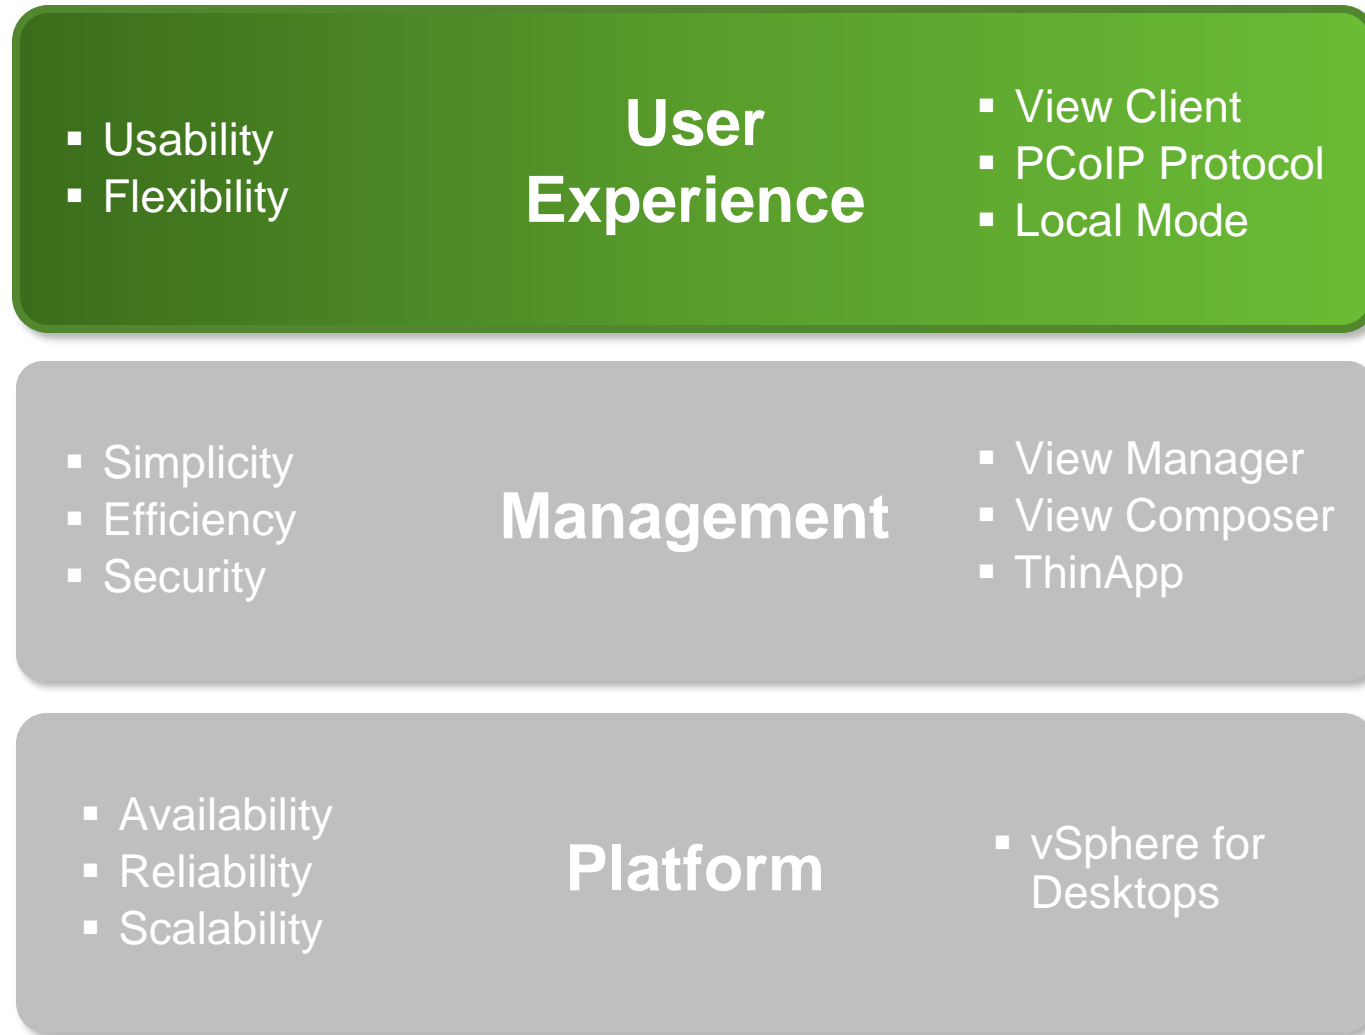 ▪ Usability
▪ Flexibility
User
Experience
▪ View Client
▪ PCoIP Protocol
▪ Local Mode
▪ Simplicity
▪ Efficiency
▪ Security
Management
▪ View Manager
▪ View Composer
▪ ThinApp
▪ Availability
▪ Reliability
▪ Scalability
Platform
▪ vSphere for
Desktops